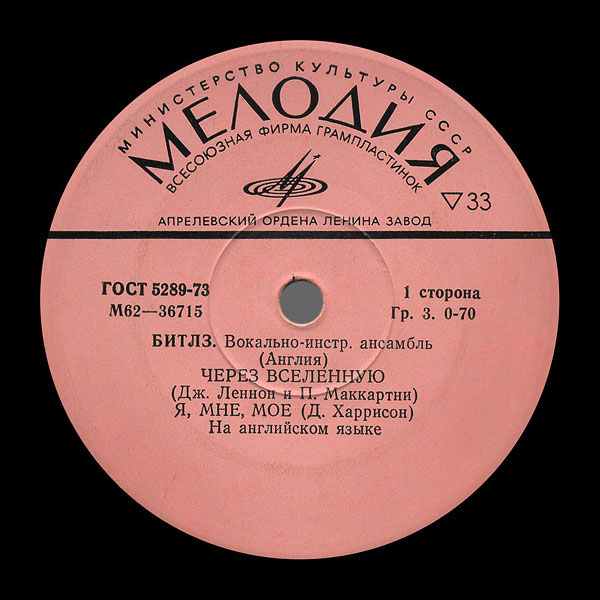 МИНИСТЕРСТВО КУЛЬТУРЫ СССР
МЕЛОДИЯ
ВСЕСОЮЗНАЯ ФИРМА ГРАМПЛАСТИНОК
▽33
АПРЕЛЕВСКИЙ ОРДЕНА ЛЕНИНА ЗАВОД
ГОСТ 5289-73
М62—36715
1 сторона
Гр. 3. 0-70
БИТЛЗ. Вокально-инстр. ансамбль
(Англия)
ЧЕРЕЗ ВСЕЛЕННУЮ
(Дж. Леннон и П. Маккартни)
Я, МНЕ, МОЕ (Д. Харрисон)
На английском языке